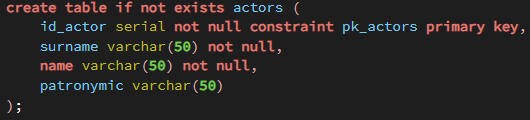 create table if not exists actors (
    id_actor serial not null constraint pk_actors primary key,
    surname varchar(50) not null,
    name varchar(50) not null,
    patronymic varchar(50)
);